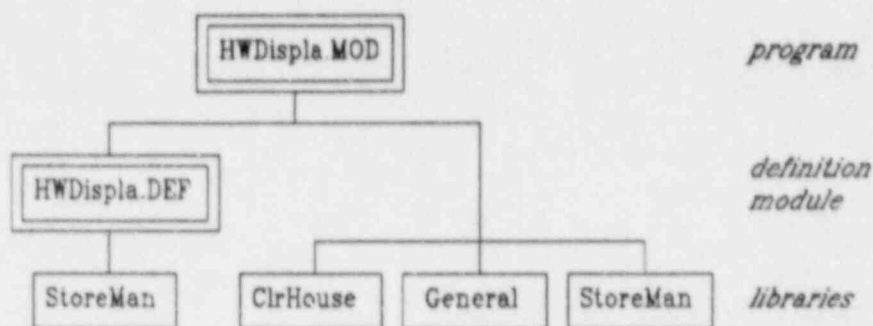 HWDispla.MOD
program
HWDispla.DEF
definition
module
StoreMan
ClrHouse
General
StoreMan
libraries